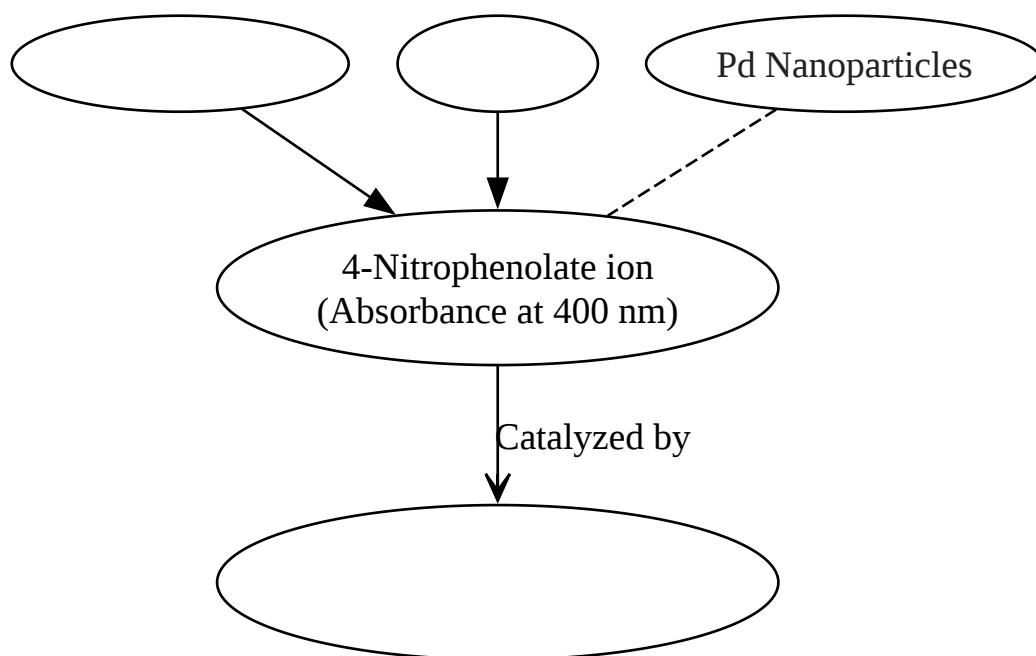 Pd Nanoparticles
4-Nitrophenolate ion
(Absorbance at 400 nm)
Catalyzed by